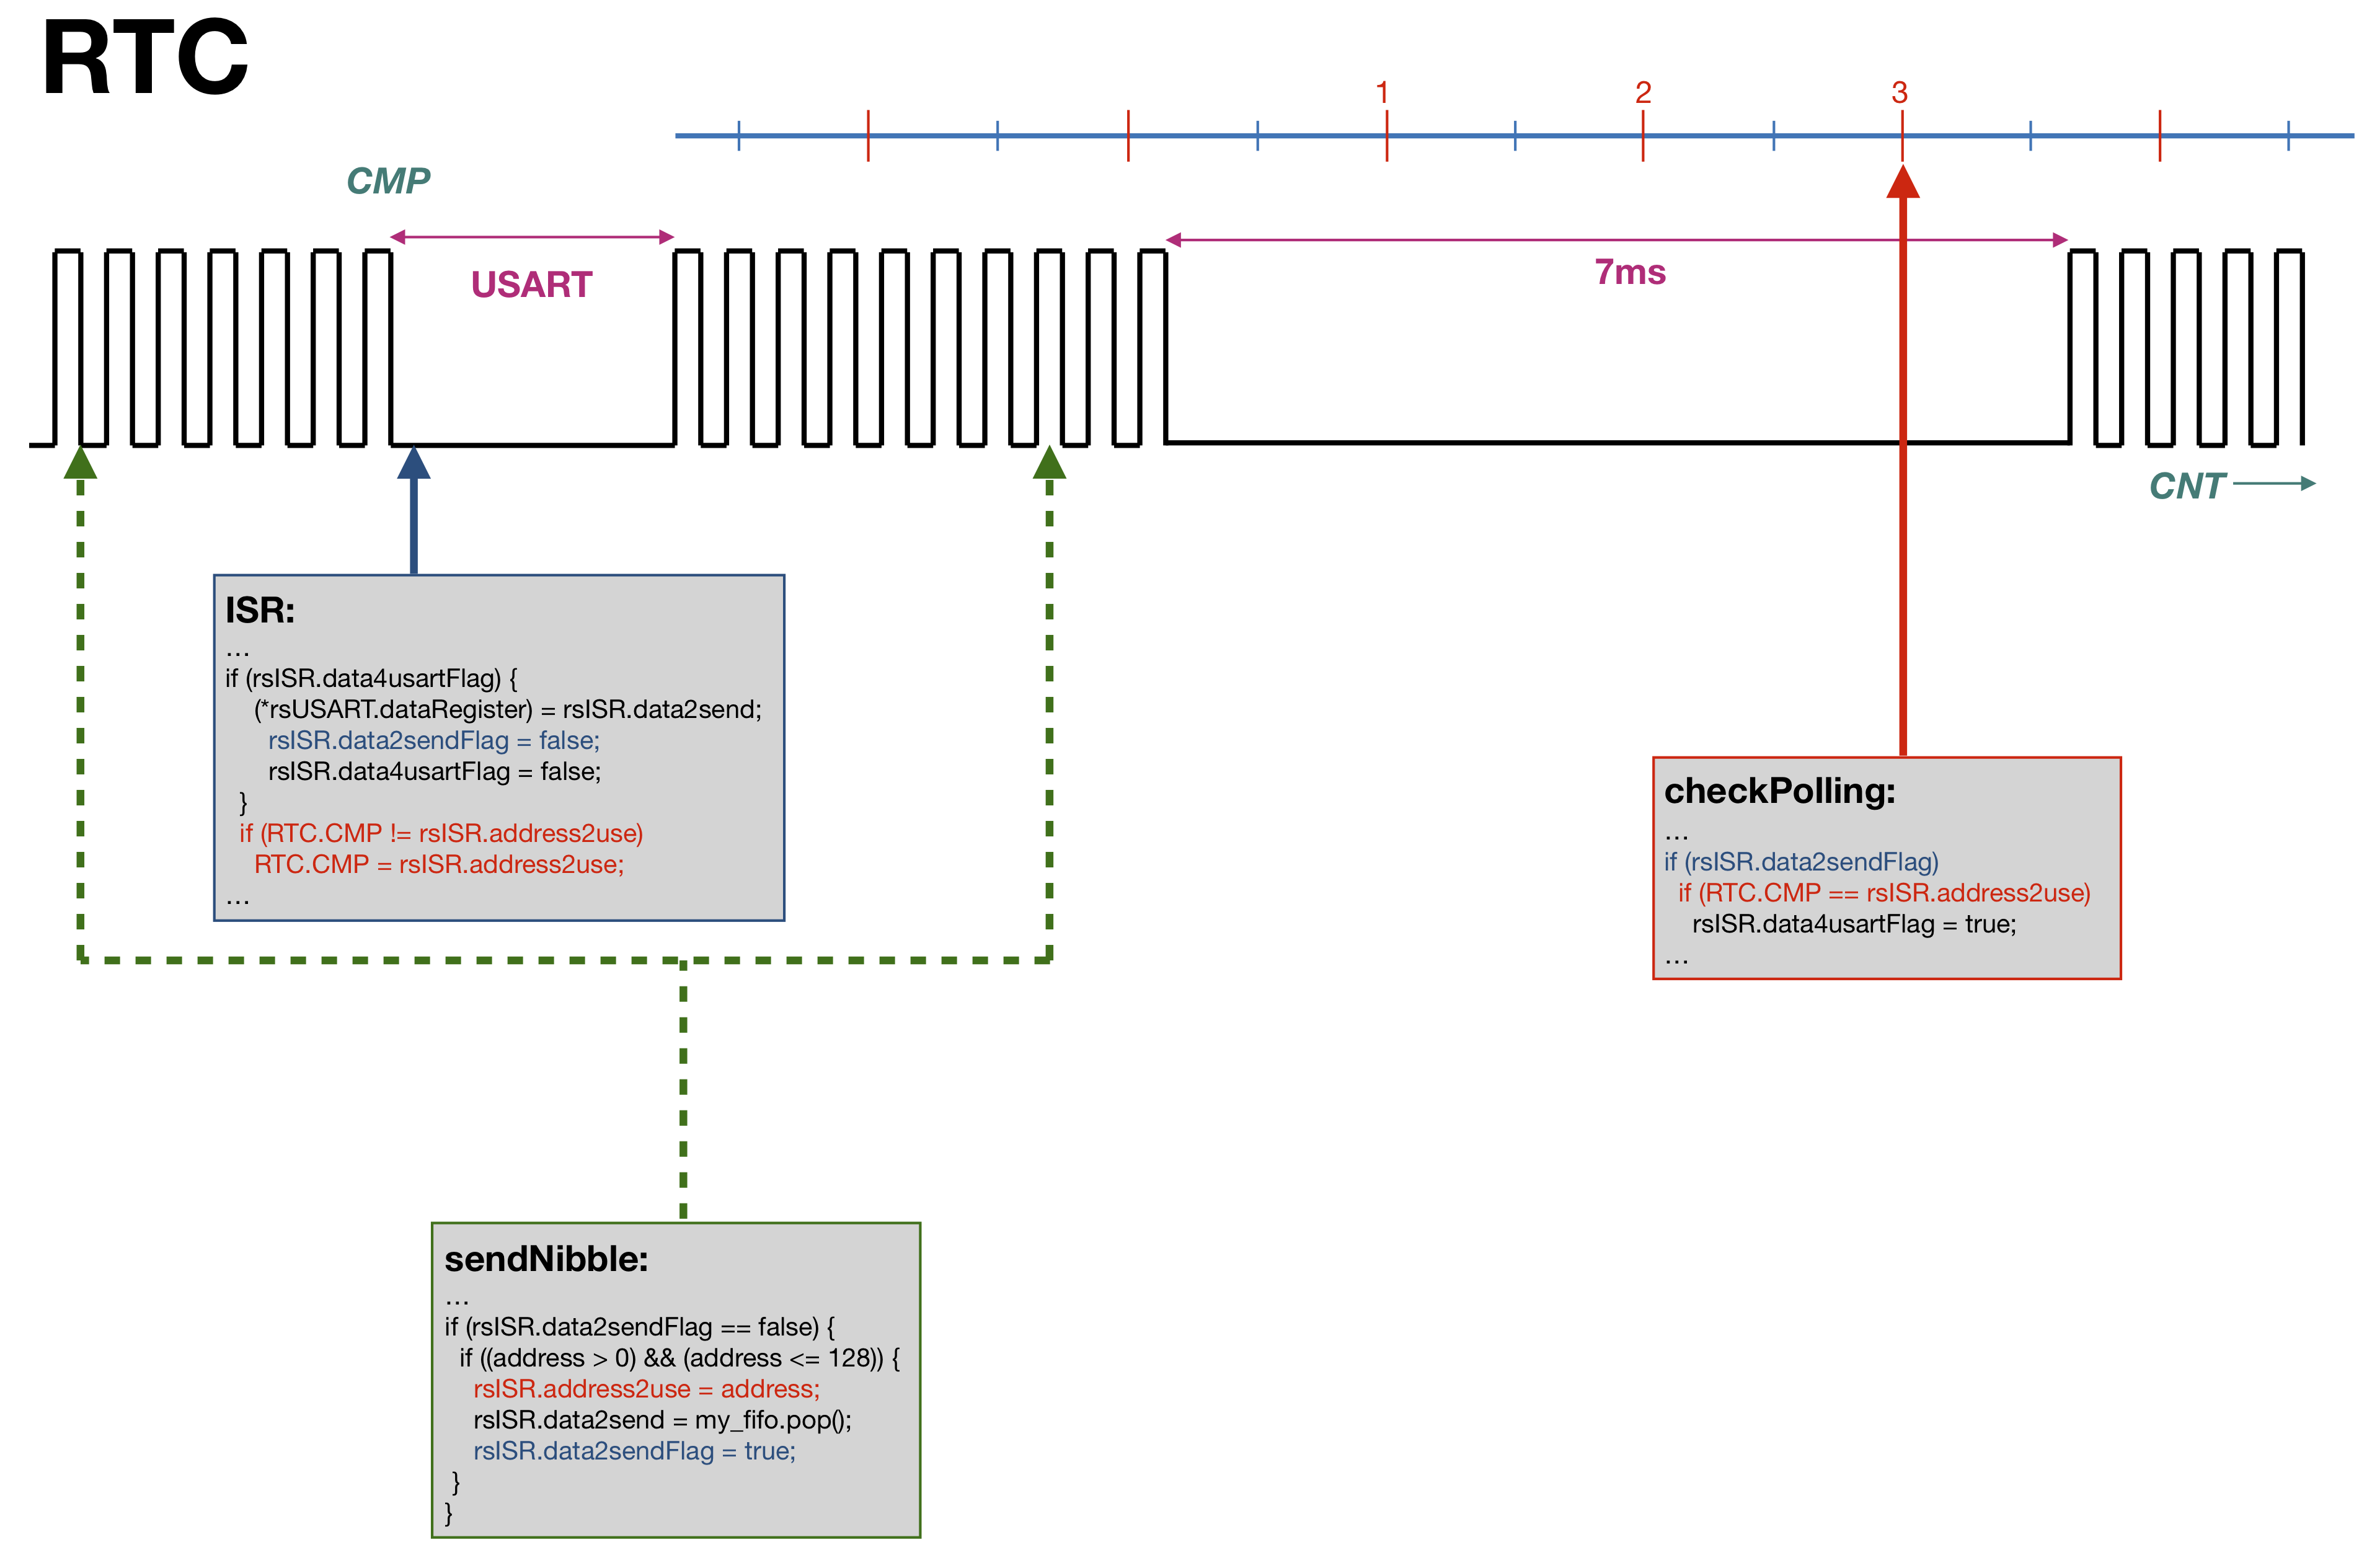 RTC
1 2 3
CMP
USART
7ms
CNT
ISR:
...
if (rsISR.data4usartFlag) {
(*rsUSART.dataRegister) = rsISR.data2send;
rsISR.data2sendFlag = false;
rsISR.data4usartFlag = false;
}
if (RTC.CMP != rsISR.address2use)
RTC.CMP = rsISR.address2use;
...
checkPolling:
...
if (rsISR.data2sendFlag)
if (RTC.CMP == rsISR.address2use)
rsISR.data4usartFlag = true;
...
sendNibble:
...
if (rsISR.data2sendFlag == false) {
if ((address > 0) && (address <= 128)) {
rsISR.address2use = address;
rsISR.data2send = my_fifo.pop();
rsISR.data2sendFlag = true;
}
}